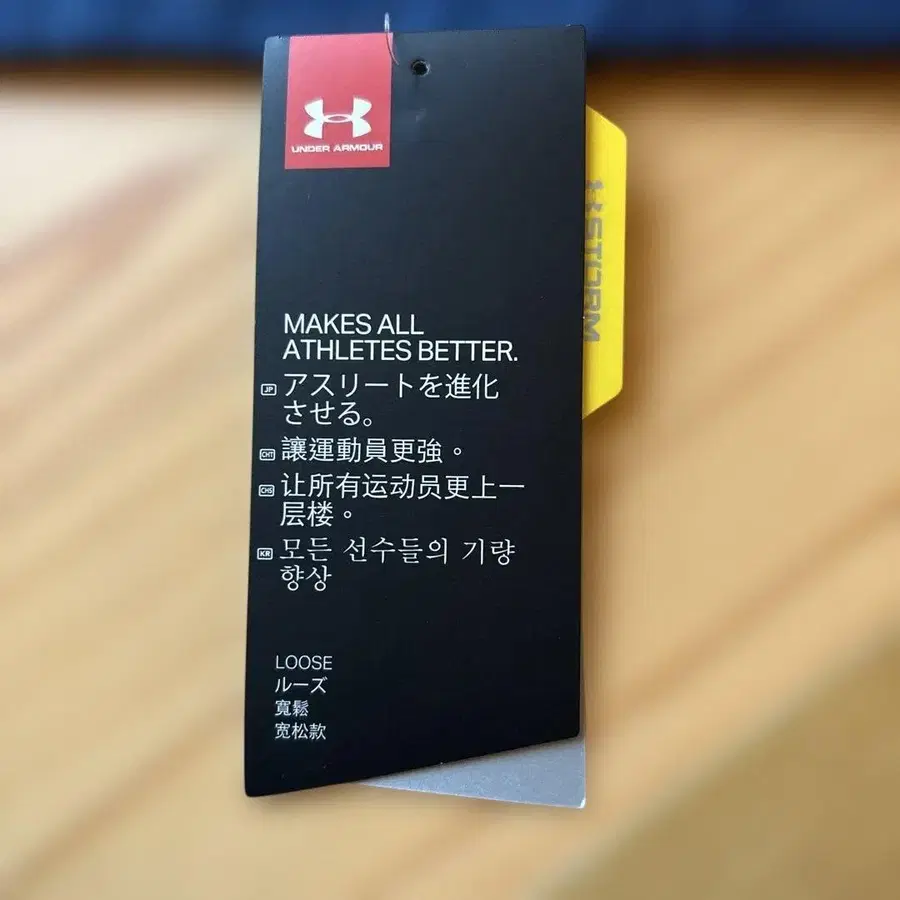 UNDER ARMOUR
STORM
MAKES ALL
ATHLETES BETTER.
JP アスリートを進化
させる。
CHT 讓運動員更強。
CHS 让所有运动员更上一
层楼。
KR 모든 선수들의 기량
향상
LOOSE
ルーズ
寬鬆
宽松款